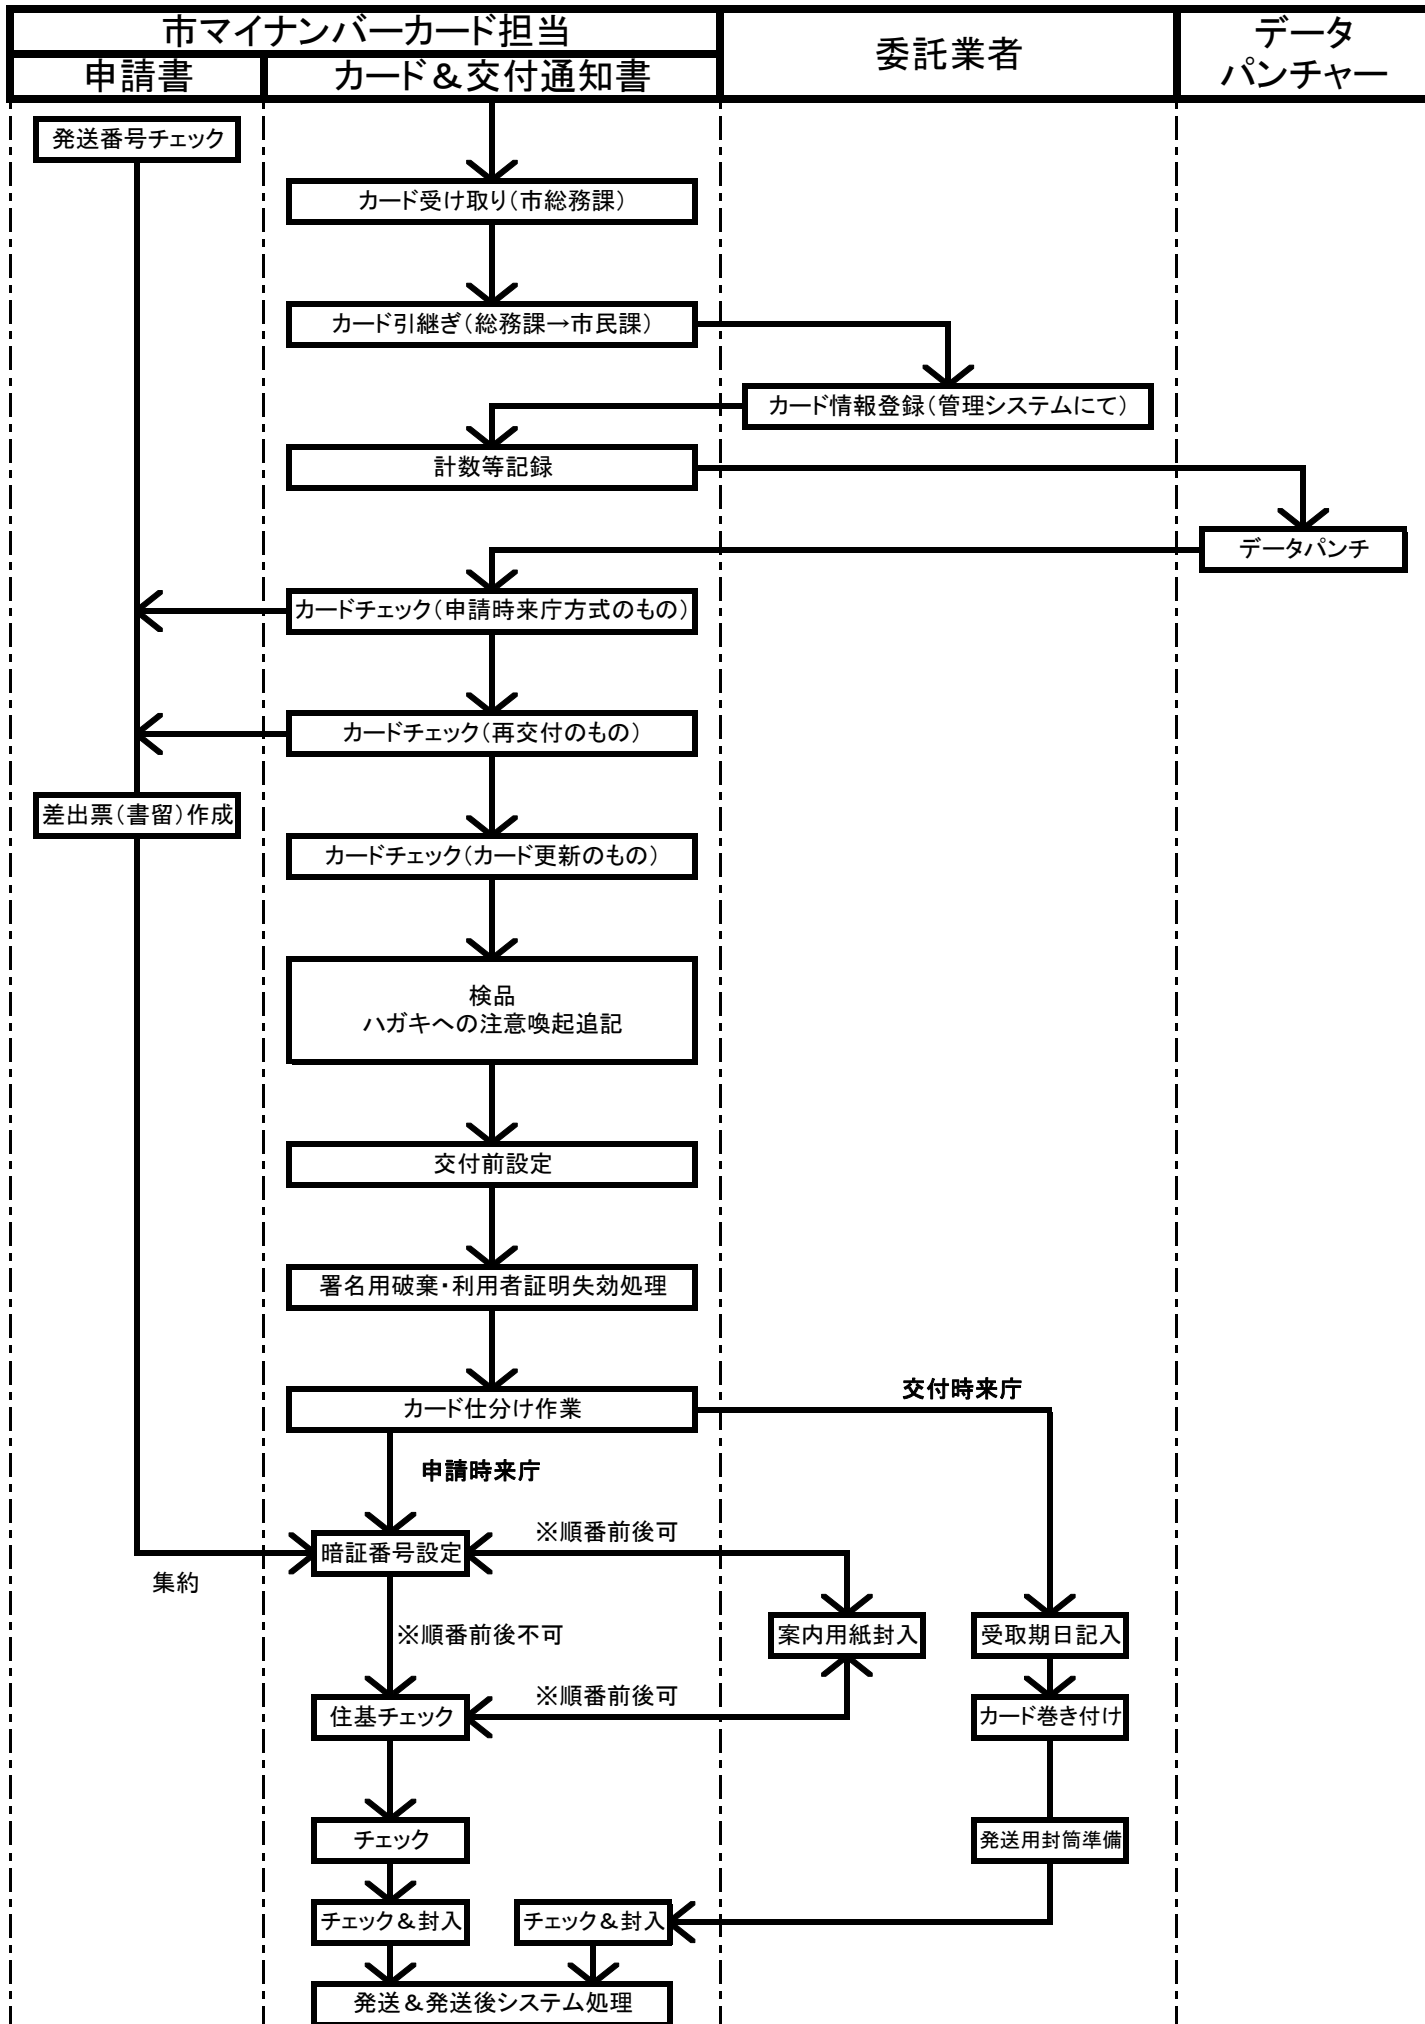 市マイナンバーカード担当
委託業者
データ
パンチャー
申請書
カード＆交付通知書
発送番号チェック
カード受け取り（市総務課）
カード引継ぎ（総務課→市民課）
カード情報登録（管理システムにて）
計数等記録
データパンチ
カードチェック（申請時来庁方式のもの）
カードチェック（再交付のもの）
差出票（書留）作成
カードチェック（カード更新のもの）
検品
ハガキへの注意喚起追記
交付前設定
署名用破棄・利用者証明失効処理
カード仕分け作業
交付時来庁
申請時来庁
※順番前後可
暗証番号設定
集約
※順番前後不可
案内用紙封入
受取期日記入
※順番前後可
住基チェック
カード巻き付け
チェック
発送用封筒準備
チェック＆封入
チェック＆封入
発送＆発送後システム処理